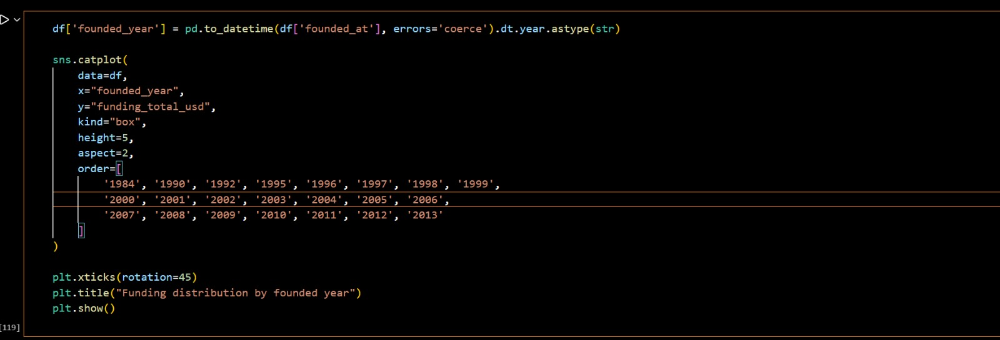 df['founded_year'] = pd.to_datetime(df['founded_at'], errors='coerce').dt.year.astype(str)
sns.catplot(
data=df,
x="founded_year",
y="funding_total_usd",
kind="box",
height=5,
aspect=2,
order=[
'1984', '1990', '1992', '1995', '1996', '1997', '1998', '1999',
'2000', '2001', '2002', '2003', '2004', '2005', '2006',
'2007', '2008', '2009', '2010', '2011', '2012', '2013'
]
)
plt.xticks(rotation=45)
plt.title("Funding distribution by founded year")
plt.show()
[119]